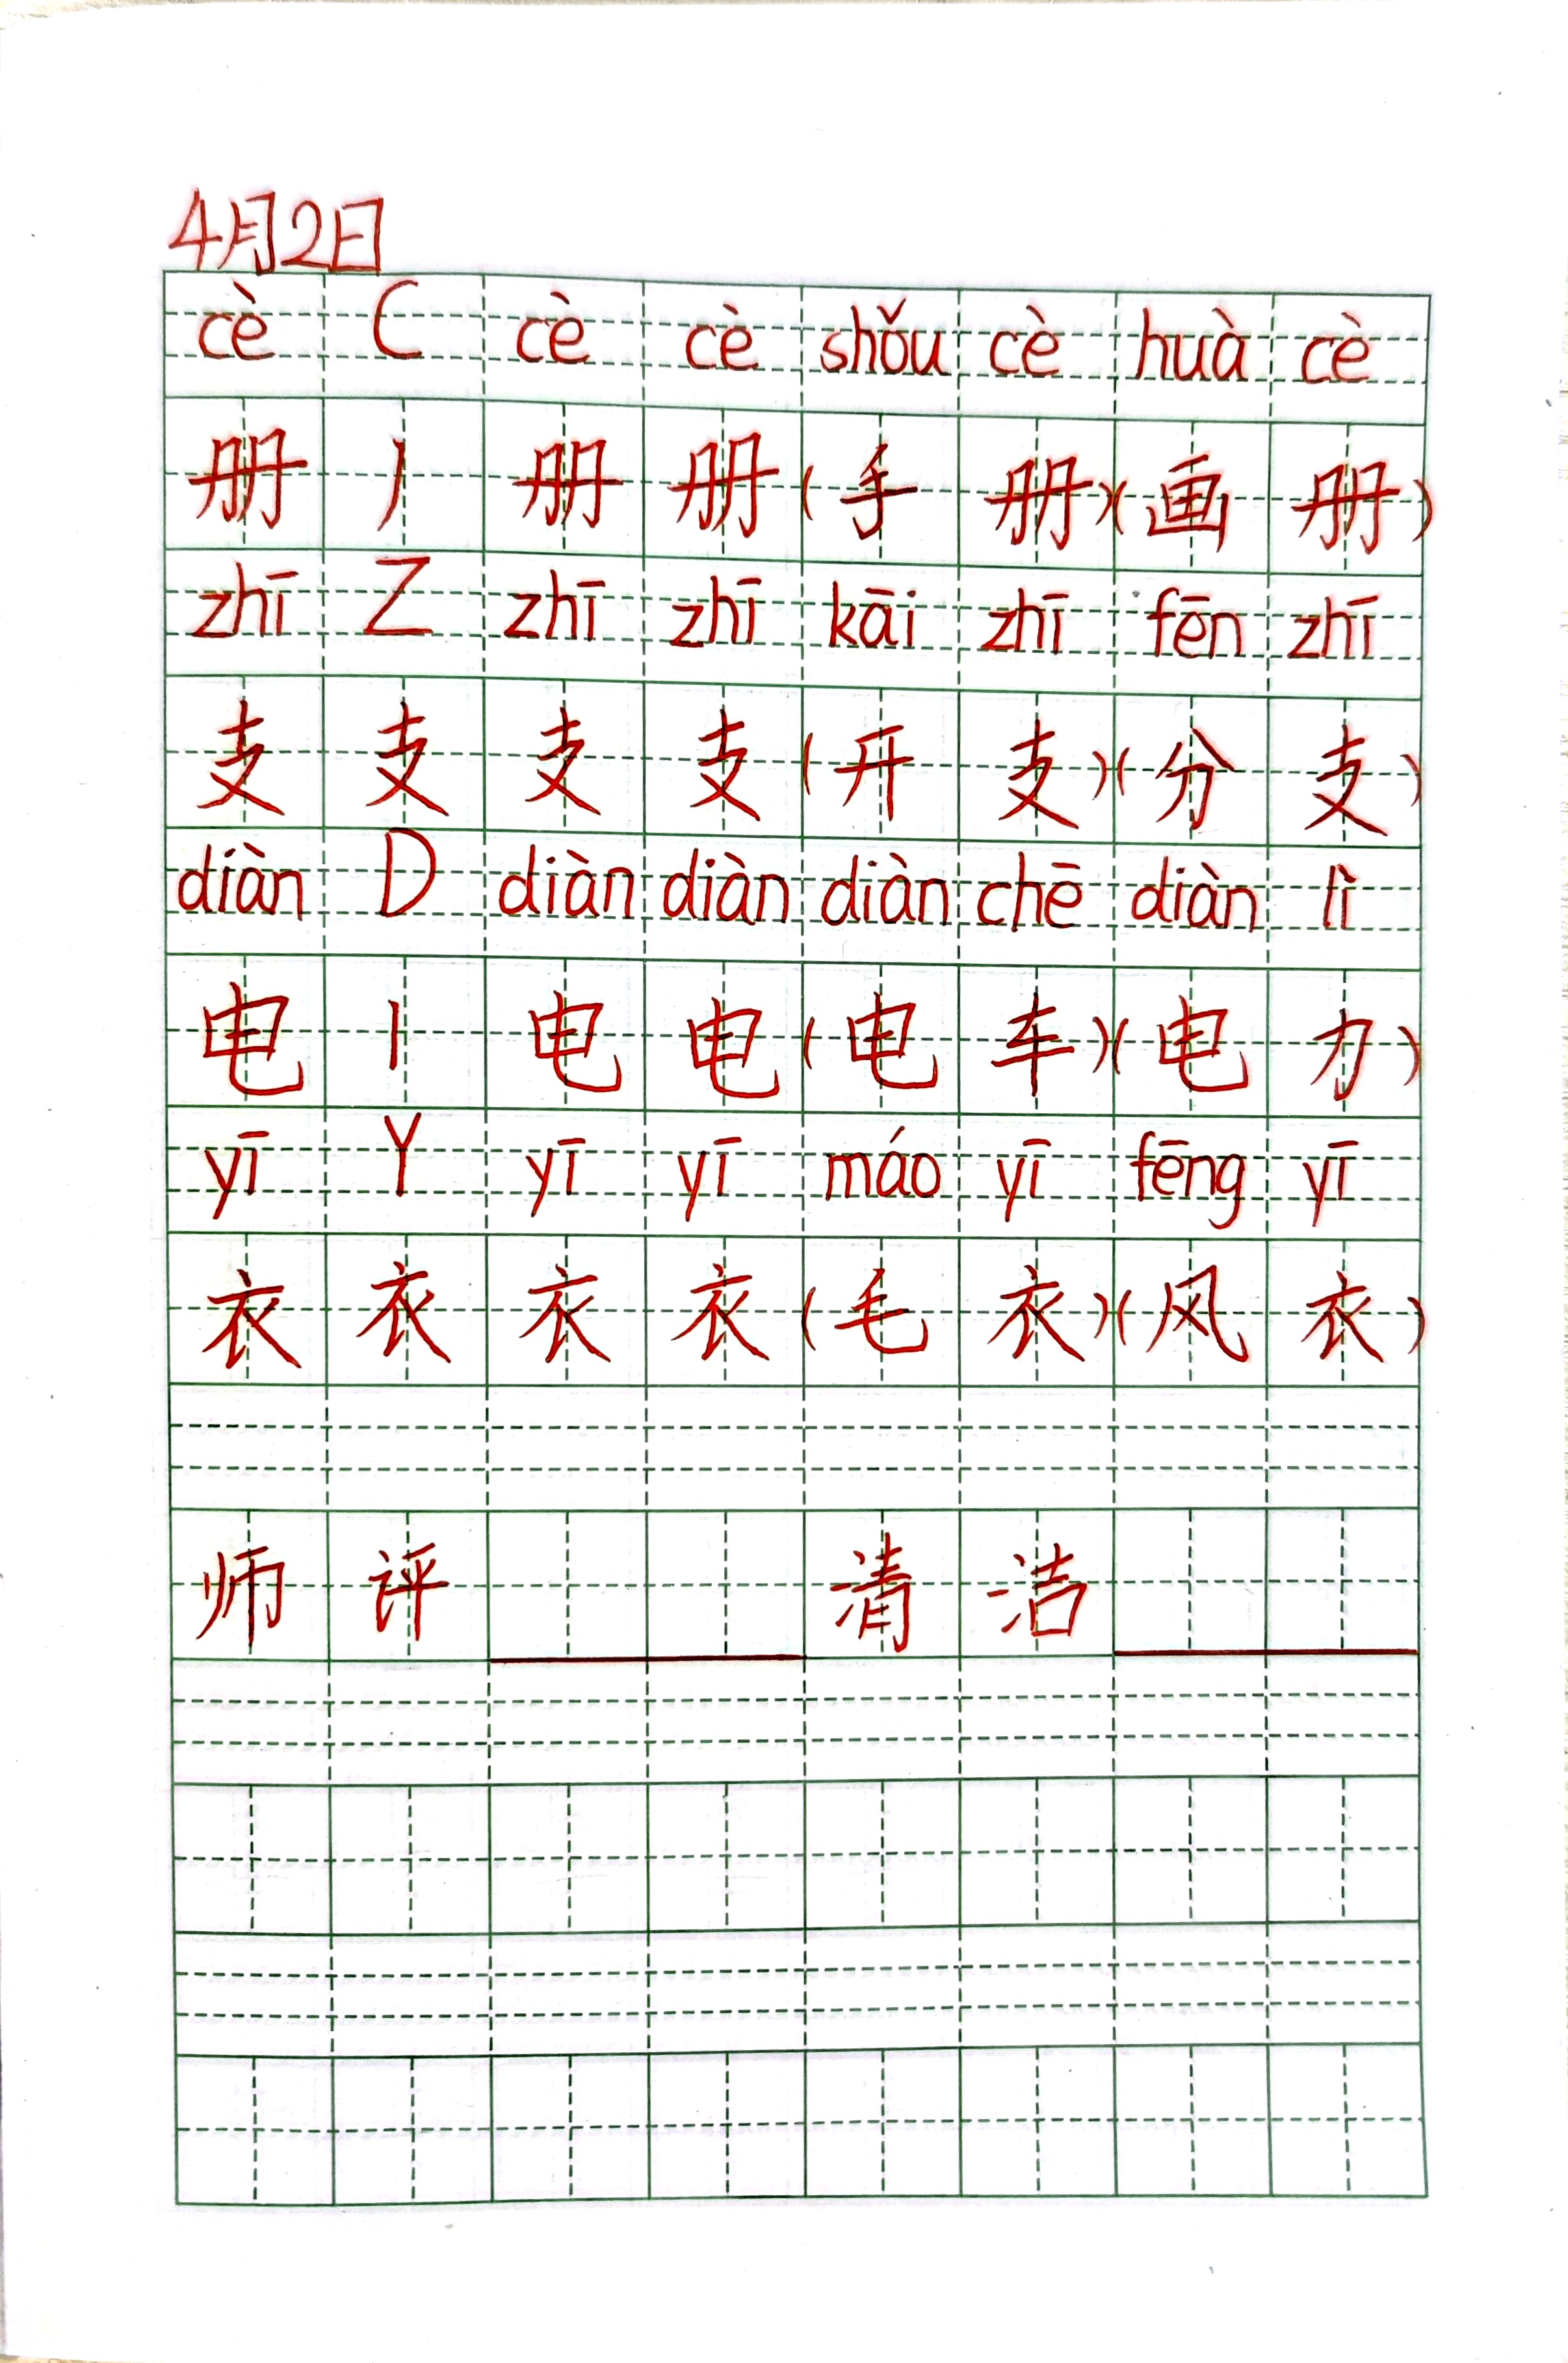 4月2日
cè C cè cè shǒu cè huà cè
册 丿 册 册 (手 册)(画 册)
zhī Z zhī zhī kāi zhī fēn zhī
支 支 支 支 (开 支)(分 支)
diàn D diàn diàn diàn chē diàn lì
电 丨 电 电 (电 车)(电 力)
yī Y yī yī máo yī fēng yī
衣 衣 衣 衣 (毛 衣)(风 衣)
师 评 清 洁